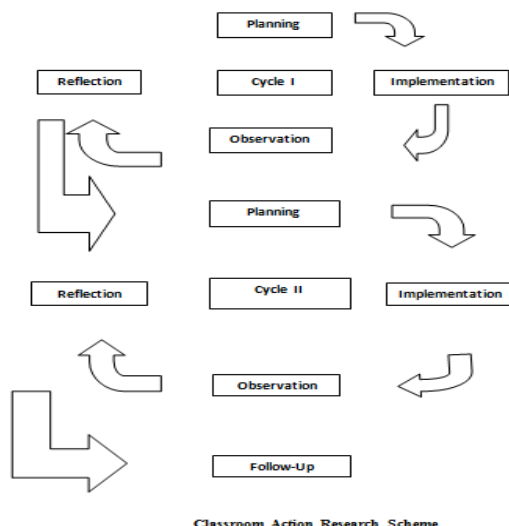 Planning
Reflection
Cycle I
Implementation
Observation
Planning
Reflection
Cycle II
Implementation
Observation
Follow-Up
Classroom Action Research Scheme